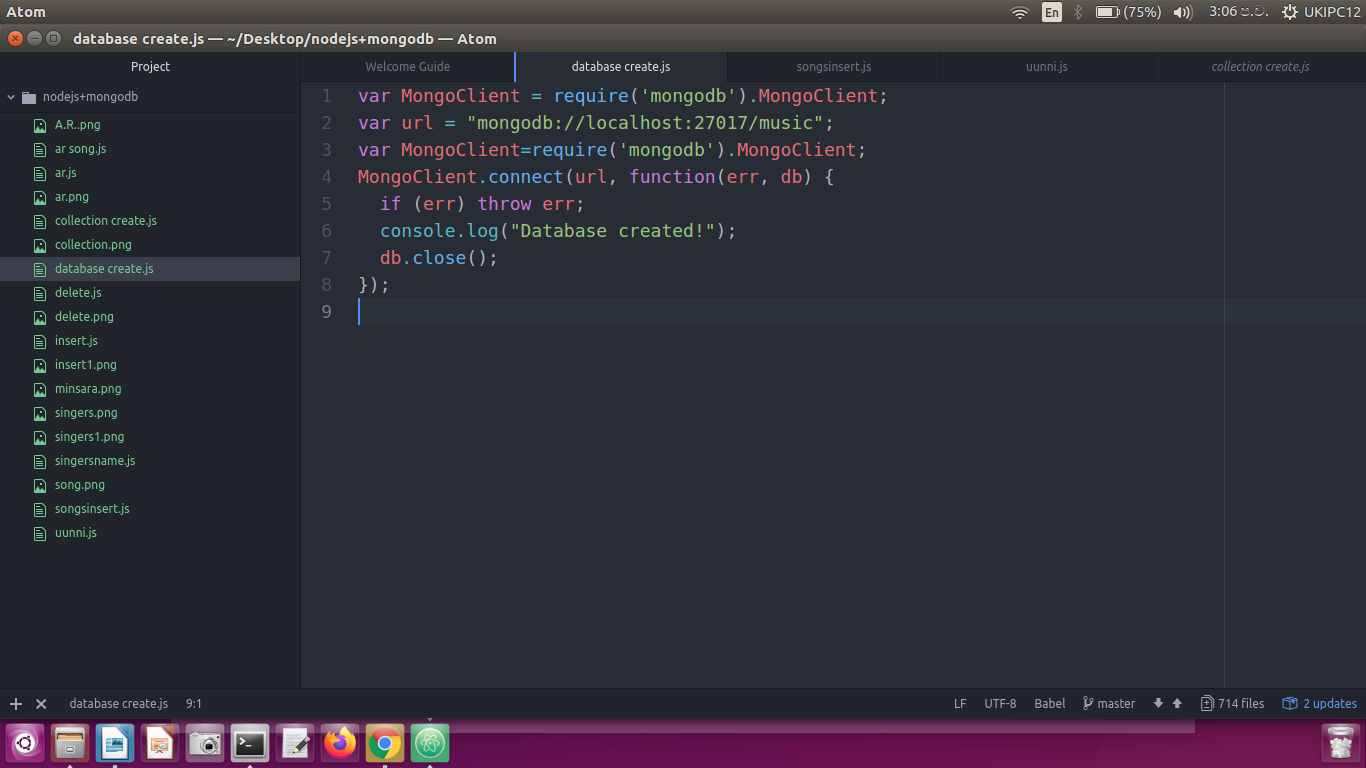 Atom
En
(75%)
3:06 ප.ව.
UKIPC12
database create.js — ~/Desktop/nodejs+mongodb — Atom
Project
Welcome Guide
database create.js
songsinsert.js
uunni.js
collection create.js
nodejs+mongodb
A.R..png
ar song.js
ar.js
ar.png
collection create.js
collection.png
database create.js
delete.js
delete.png
insert.js
insert1.png
minsara.png
singers.png
singers1.png
singersname.js
song.png
songsinsert.js
uunni.js
1 var MongoClient = require('mongodb').MongoClient;
2 var url = "mongodb://localhost:27017/music";
3 var MongoClient=require('mongodb').MongoClient;
4 MongoClient.connect(url, function(err, db) {
5   if (err) throw err;
6   console.log("Database created!");
7   db.close();
8 });
9
database create.js
9:1
LF
UTF-8
Babel
master
714 files
2 updates